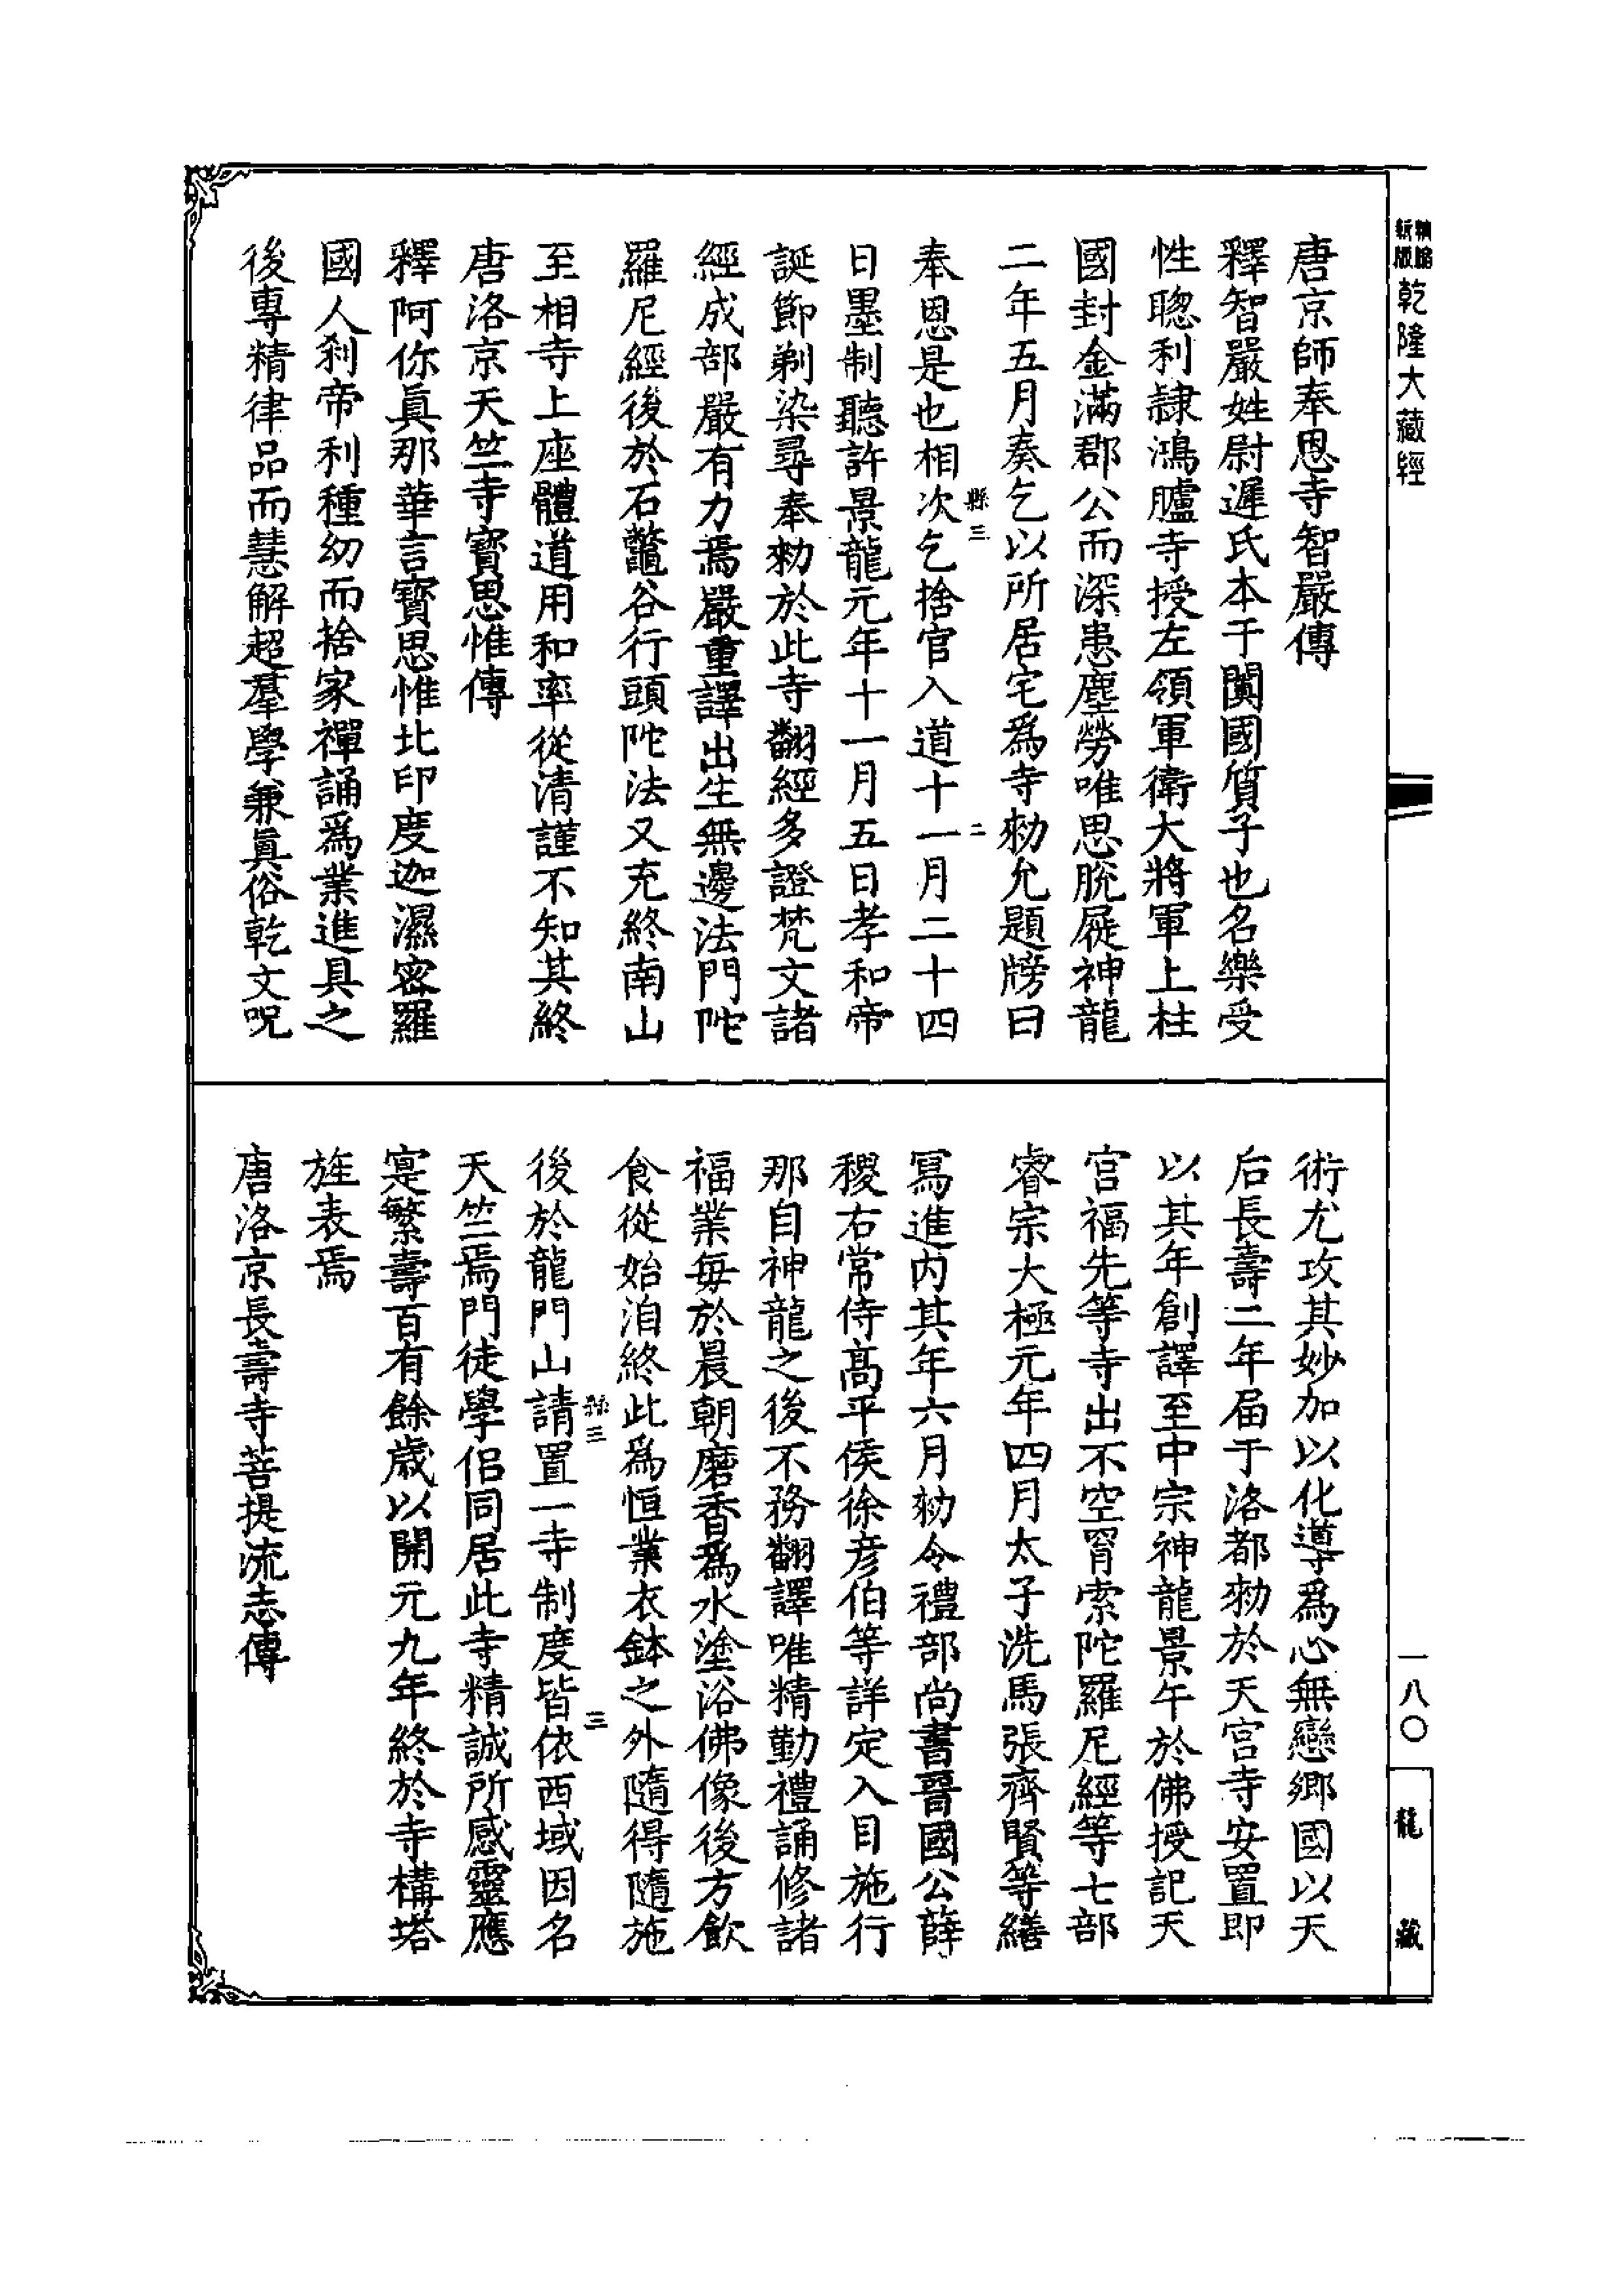 新版
精縮
乾隆大藏經
唐京師奉恩寺智嚴傳
釋智嚴姓尉遲氏本于闐國質子也名樂受
性聰利隷鴻臚寺授左領軍衛大將軍上柱
國封金滿郡公而深患塵勞唯思脫屣神龍
二年五月奏乞以所居宅爲寺勑允題牓曰
縣三
二
奉恩是也相次乞捨官入道十一月二十四
日墨制聽許景龍元年十一月五日孝和帝
誕節剃染尋奉勑於此寺翻經多證梵文諸
經成部嚴有力焉嚴重譯出生無邊法門陀
羅尼經後於石鼈谷行頭陀法又充終南山
至相寺上座體道用和率從清謹不知其終
唐洛京天竺寺寶思惟傳
釋阿你眞那華言寶思惟北印度迦濕密羅
國人刹帝利種幼而捨家禪誦爲業進具之
後專精律品而慧解超羣學兼眞俗乾文呪
術尤攻其妙加以化導爲心無戀鄉國以天
后長壽二年届于洛都勑於天宮寺安置即
以其年創譯至中宗神龍景午於佛授記天
宮福先等寺出不空罥索陀羅尼經等七部
睿宗大極元年四月太子洗馬張齊賢等繕
寫進內其年六月勑令禮部尚書晉國公薛
稷右常侍高平侯徐彦伯等詳定入目施行
那自神龍之後不務翻譯唯精勤禮誦修諸
福業每於晨朝磨香爲水塗浴佛像後方飲
食從始洎終此爲恒業衣鉢之外隨得隨施
縣三
三
後於龍門山請置一寺制度皆依西域因名
天竺焉門徒學侶同居此寺精誠所感靈應
寔繁壽百有餘歲以開元九年終於寺構塔
旌表焉
唐洛京長壽寺菩提流志傳
一八〇
龍藏